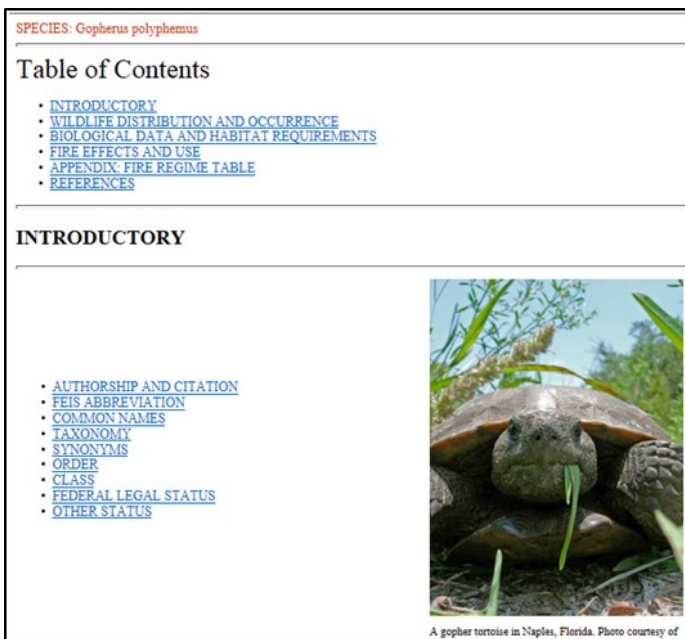 SPECIES: Gopherus polyphemus
Table of Contents
• INTRODUCTORY
• WILDLIFE DISTRIBUTION AND OCCURRENCE
• BIOLOGICAL DATA AND HABITAT REQUIREMENTS
• FIRE EFFECTS AND USE
• APPENDIX: FIRE REGIME TABLE
• REFERENCES
INTRODUCTORY
• AUTHORSHIP AND CITATION
• FEIS ABBREVIATION
• COMMON NAMES
• TAXONOMY
• SYNONYMS
• ORDER
• CLASS
• FEDERAL LEGAL STATUS
• OTHER STATUS
A gopher tortoise in Naples, Florida. Photo courtesy of